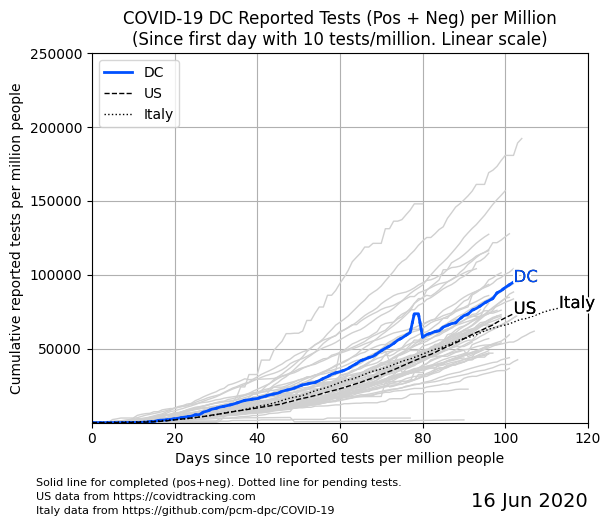 COVID-19 DC Reported Tests (Pos + Neg) per Million
(Since first day with 10 tests/million. Linear scale)
Cumulative reported tests per million people
250000
200000
150000
100000
50000
DC
US
Italy
DC
US
Italy
0 20 40 60 80 100 120
Days since 10 reported tests per million people
Solid line for completed (pos+neg). Dotted line for pending tests.
US data from https://covidtracking.com
Italy data from https://github.com/pcm-dpc/COVID-19
16 Jun 2020